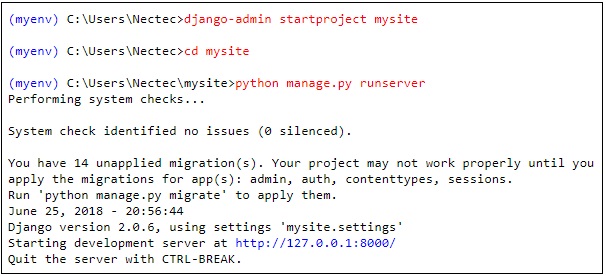 (myenv) C:\Users\Nectec>django-admin startproject mysite
(myenv) C:\Users\Nectec>cd mysite
(myenv) C:\Users\Nectec\mysite>python manage.py runserver
Performing system checks...
System check identified no issues (0 silenced).
You have 14 unapplied migration(s). Your project may not work properly until you
apply the migrations for app(s): admin, auth, contenttypes, sessions.
Run 'python manage.py migrate' to apply them.
June 25, 2018 - 20:56:44
Django version 2.0.6, using settings 'mysite.settings'
Starting development server at http://127.0.0.1:8000/
Quit the server with CTRL-BREAK.